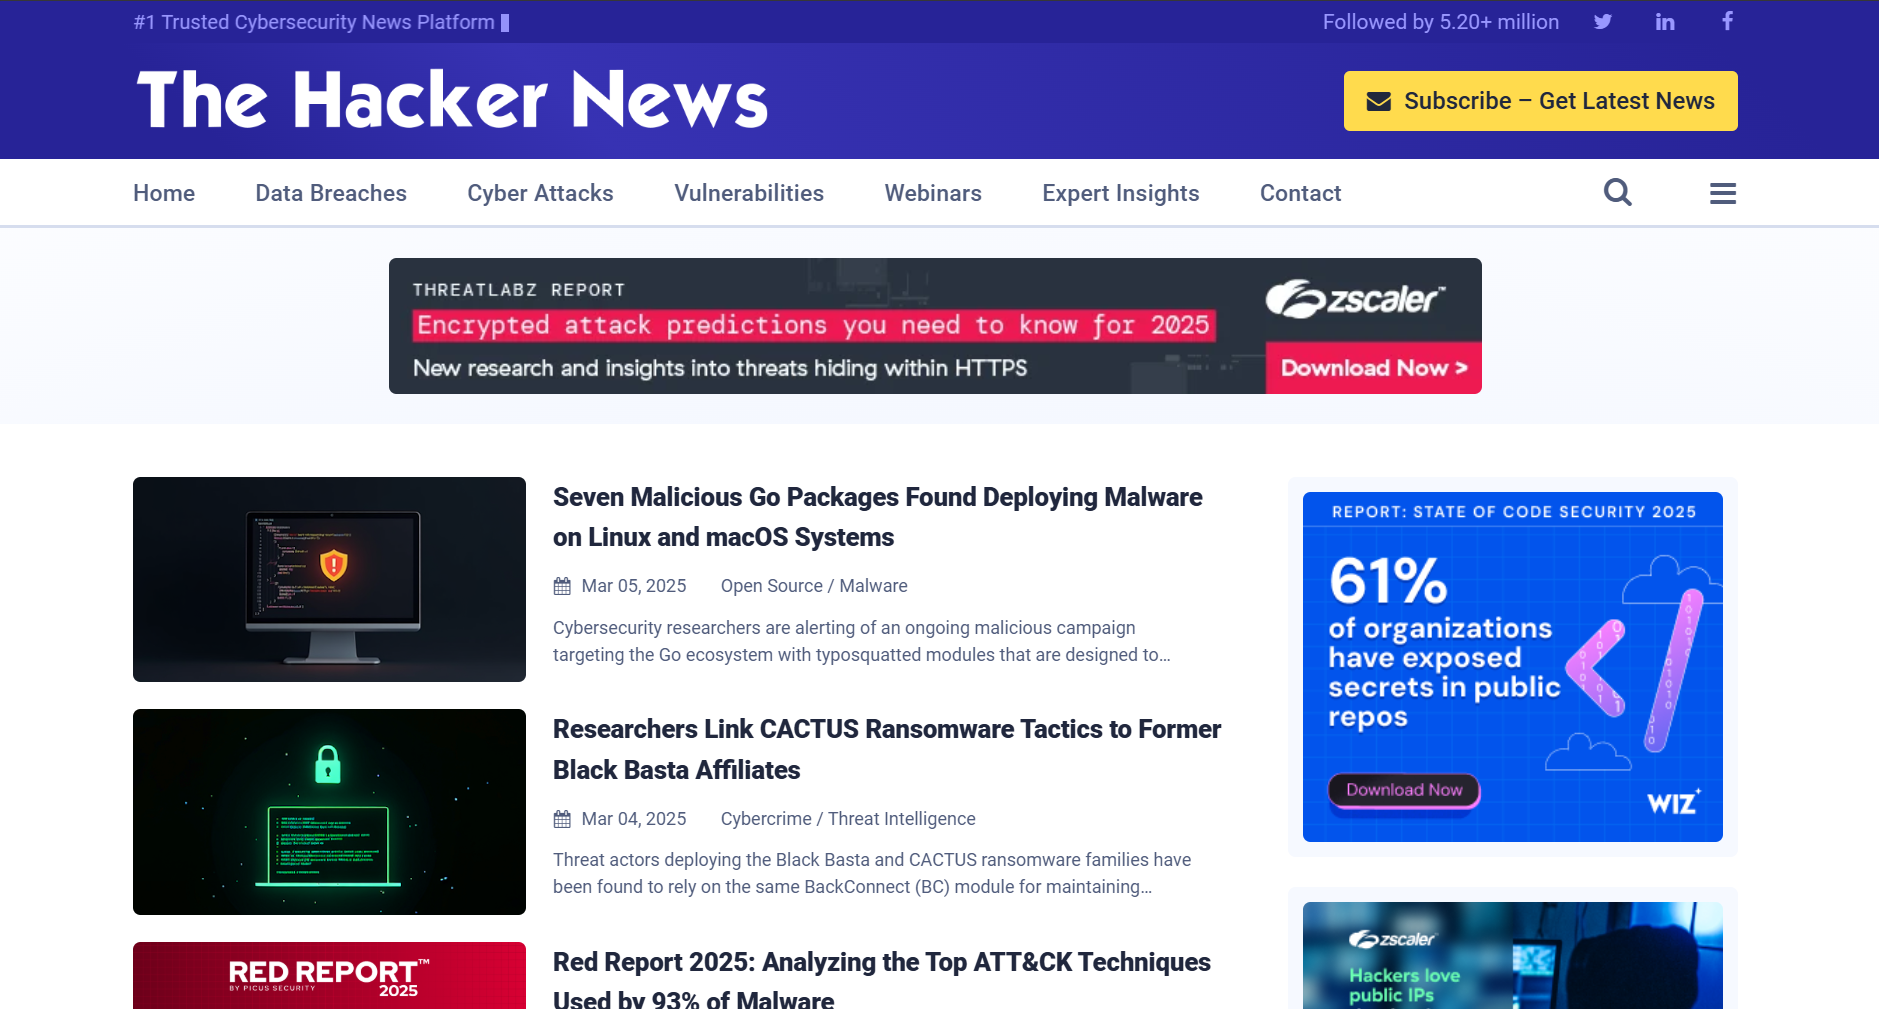 #1 Trusted Cybersecurity News Platform
Followed by 5.20+ million
The Hacker News
Subscribe – Get Latest News
Home
Data Breaches
Cyber Attacks
Vulnerabilities
Webinars
Expert Insights
Contact
THREATLABZ REPORT
Encrypted attack predictions you need to know for 2025
New research and insights into threats hiding within HTTPS
zscaler™
Download Now >
Seven Malicious Go Packages Found Deploying Malware
on Linux and macOS Systems
Mar 05, 2025
Open Source / Malware
Cybersecurity researchers are alerting of an ongoing malicious campaign
targeting the Go ecosystem with typosquatted modules that are designed to...
Researchers Link CACTUS Ransomware Tactics to Former
Black Basta Affiliates
Mar 04, 2025
Cybercrime / Threat Intelligence
Threat actors deploying the Black Basta and CACTUS ransomware families have
been found to rely on the same BackConnect (BC) module for maintaining...
RED REPORT™
BY PICUS SECURITY
2025
Red Report 2025: Analyzing the Top ATT&CK Techniques
Used by 93% of Malware
REPORT: STATE OF CODE SECURITY 2025
61%
of organizations
have exposed
secrets in public
repos
Download Now
WIZ
zscaler
Hackers love
public IPs